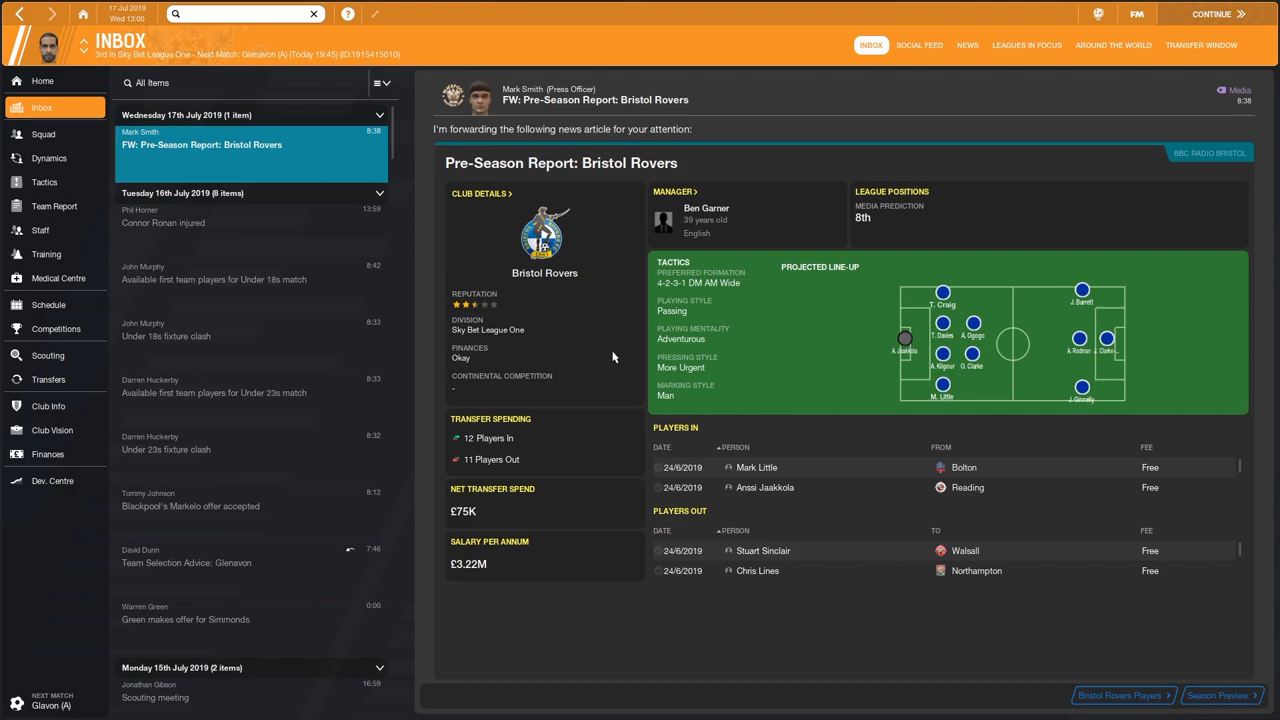 17 Jul 2019
Wed 13:00
CONTINUE
FM
INBOX
3rd in Sky Bet League One - Next Match: Glenavon (A) (Today 19:45) (ID:1915415010)
INBOX
SOCIAL FEED
NEWS
LEAGUES IN FOCUS
AROUND THE WORLD
TRANSFER WINDOW
Home
Inbox
Squad
Dynamics
Tactics
Team Report
Staff
Training
Medical Centre
Schedule
Competitions
Scouting
Transfers
Club Info
Club Vision
Finances
Dev. Centre
NEXT MATCH
Glavon (A)
All Items
Wednesday 17th July 2019 (1 item)
Mark Smith 8:38
FW: Pre-Season Report: Bristol Rovers
Tuesday 16th July 2019 (8 items)
Phil Horner 13:59
Connor Ronan injured
John Murphy 8:42
Available first team players for Under 18s match
John Murphy 8:33
Under 18s fixture clash
Darren Huckerby 8:33
Available first team players for Under 23s match
Darren Huckerby 8:32
Under 23s fixture clash
Tommy Johnson 8:12
Blackpool's Markelo offer accepted
David Dunn 7:46
Team Selection Advice: Glenavon
Warren Green 0:00
Green makes offer for Simmonds
Monday 15th July 2019 (2 items)
Jonathan Gibson 16:59
Scouting meeting
Mark Smith (Press Officer)
FW: Pre-Season Report: Bristol Rovers
Media
8:38
I'm forwarding the following news article for your attention:
Pre-Season Report: Bristol Rovers
BBC RADIO BRISTOL
CLUB DETAILS >
Bristol Rovers
REPUTATION
DIVISION
Sky Bet League One
FINANCES
Okay
CONTINENTAL COMPETITION
-
TRANSFER SPENDING
12 Players In
11 Players Out
NET TRANSFER SPEND
£75K
SALARY PER ANNUM
£3.22M
MANAGER >
Ben Garner
39 years old
English
LEAGUE POSITIONS
MEDIA PREDICTION
8th
TACTICS
PREFERRED FORMATION
4-2-3-1 DM AM Wide
PLAYING STYLE
Passing
PLAYING MENTALITY
Adventurous
PRESSING STYLE
More Urgent
MARKING STYLE
Man
PROJECTED LINE-UP
T. Craig
J. Barrett
T. Davies
A. Ogogo
A. Jaakkola
A. Rodman
J. Clarke-...
A. Kilgour
O. Clarke
M. Little
J. Ginnelly
PLAYERS IN
DATE PERSON FROM FEE
24/6/2019 Mark Little Bolton Free
24/6/2019 Anssi Jaakkola Reading Free
PLAYERS OUT
DATE PERSON TO FEE
24/6/2019 Stuart Sinclair Walsall Free
24/6/2019 Chris Lines Northampton Free
Bristol Rovers Players >
Season Preview >